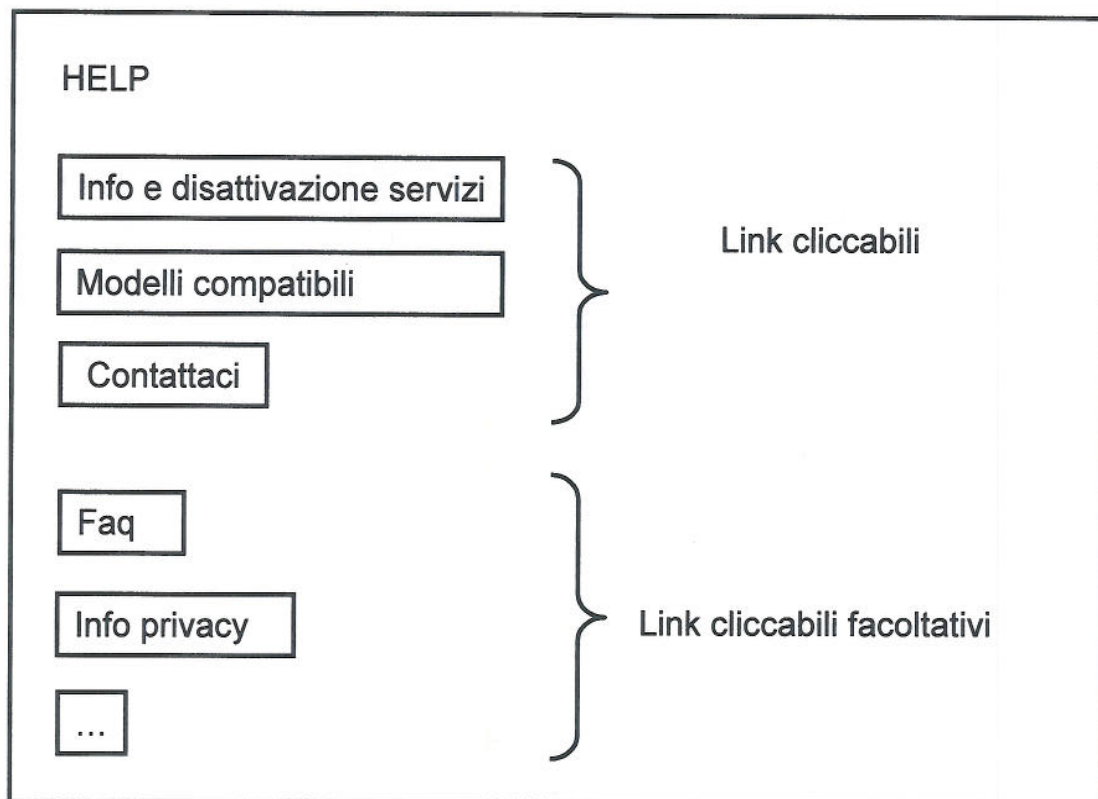 HELP
Info e disattivazione servizi
Modelli compatibili
Contattaci
Link cliccabili
Faq
Info privacy
...
Link cliccabili facoltativi